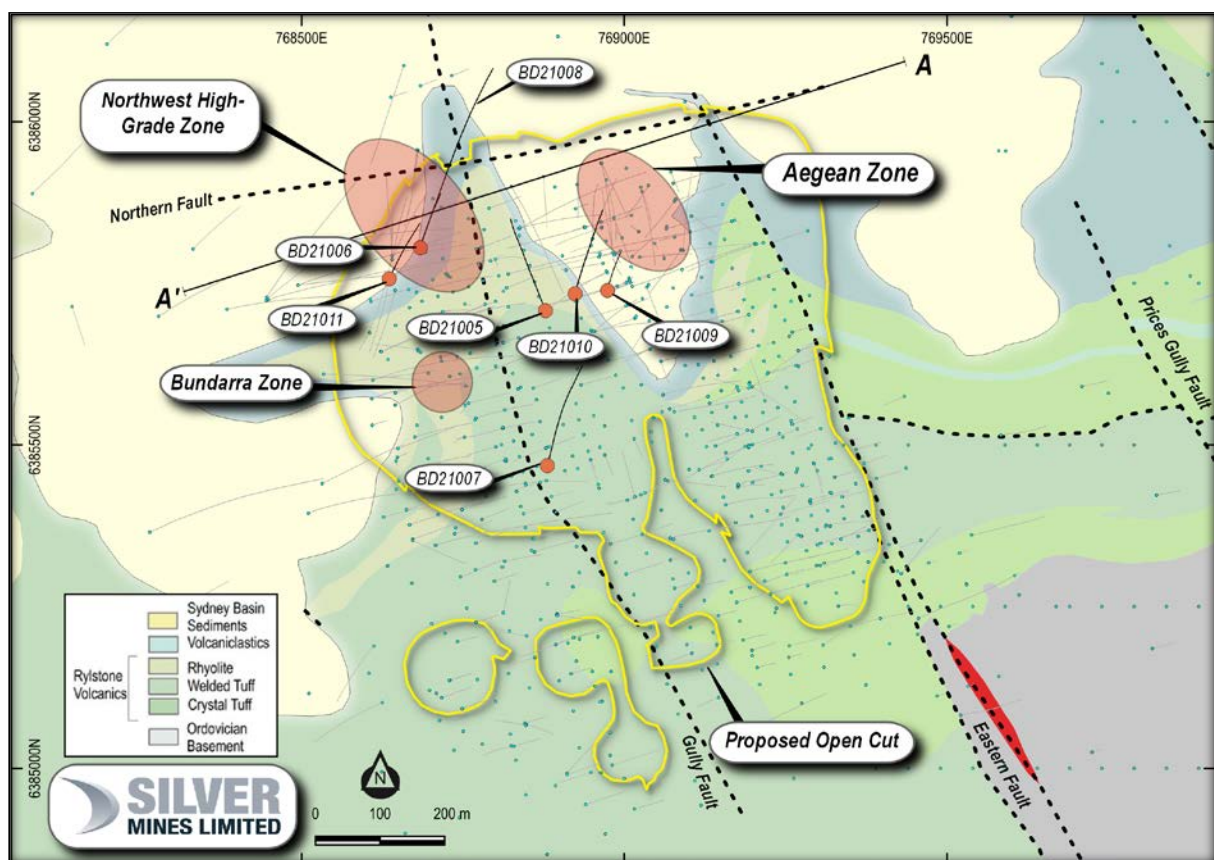 768500E
769000E
769500E
6386000N
6385500N
6385000N
BD21008
A
Northwest High-
Grade Zone
Aegean Zone
Northern Fault
BD21006
A'
BD21011
BD21005
BD21010
BD21009
Prices Gully Fault
Bundarra Zone
BD21007
Sydney Basin
Sediments
Volcaniclastics
Rylstone
Volcanics
Rhyolite
Welded Tuff
Crystal Tuff
Ordovician
Basement
Proposed Open Cut
Gully Fault
Eastern Fault
SILVER
MINES LIMITED
N
0 100 200 m